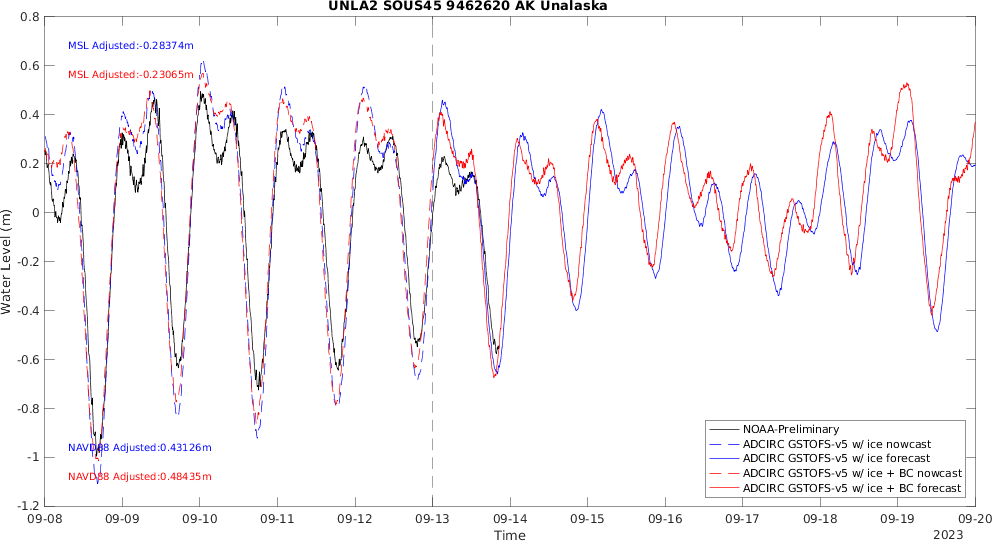 UNLA2 SOUS45 9462620 AK Unalaska
0.8
0.6
0.4
0.2
0
-0.2
-0.4
-0.6
-0.8
-1
-1.2
Water Level (m)
MSL Adjusted:-0.28374m
MSL Adjusted:-0.23065m
NAVD88 Adjusted:0.43126m
NAVD88 Adjusted:0.48435m
NOAA-Preliminary
ADCIRC GSTOFS-v5 w/ ice nowcast
ADCIRC GSTOFS-v5 w/ ice forecast
ADCIRC GSTOFS-v5 w/ ice + BC nowcast
ADCIRC GSTOFS-v5 w/ ice + BC forecast
09-08 09-09 09-10 09-11 09-12 09-13 09-14 09-15 09-16 09-17 09-18 09-19 09-20
Time
2023